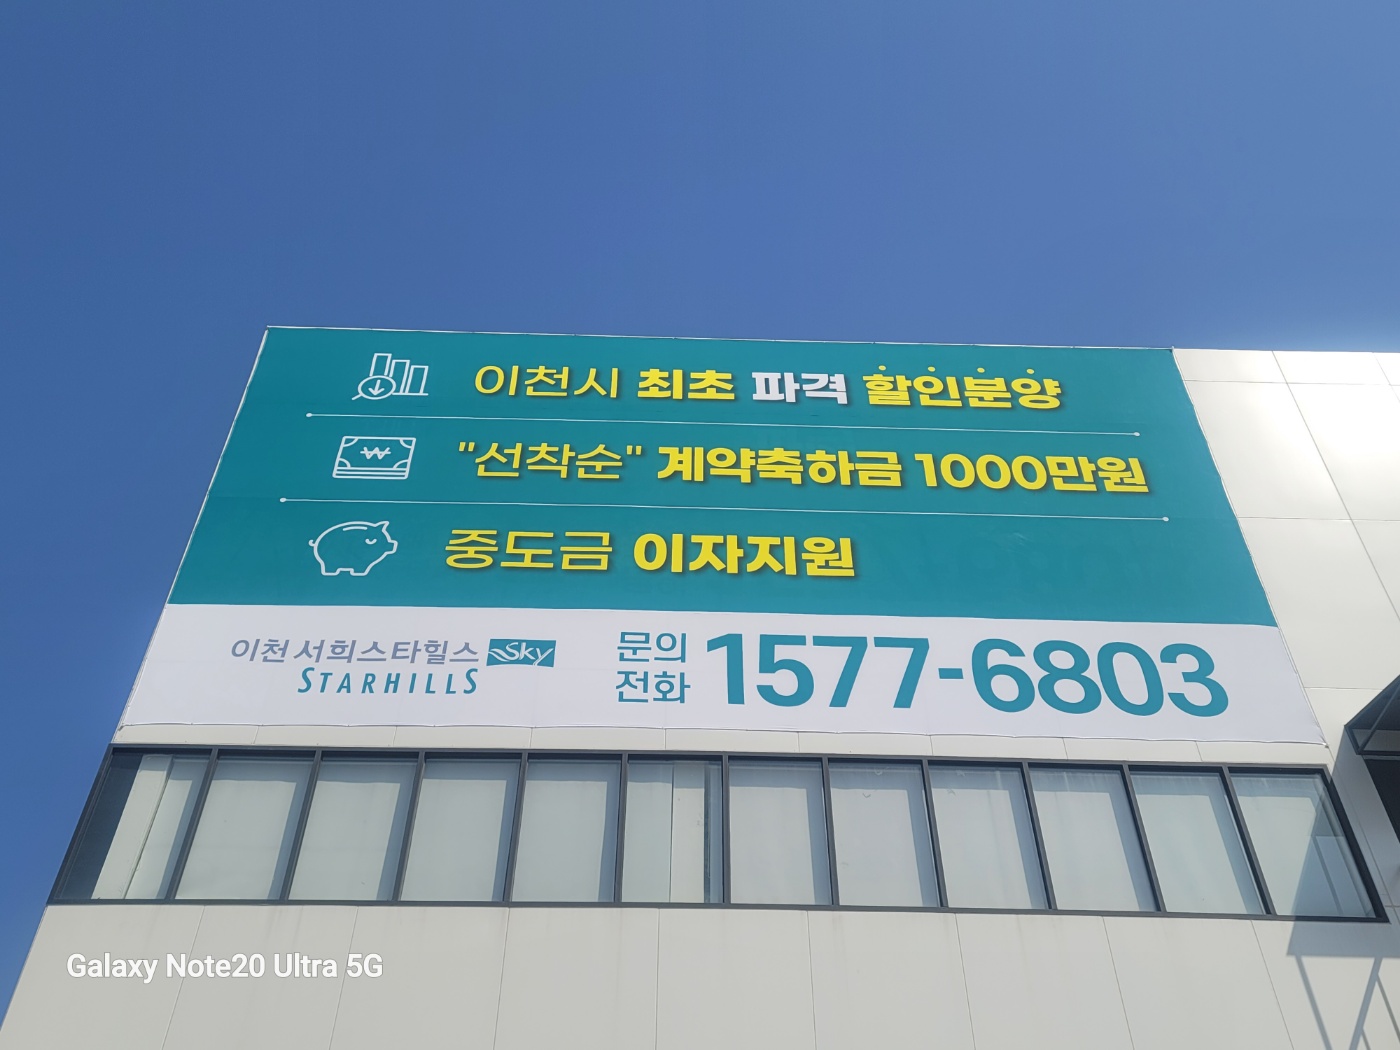 이천시 최초 파격 할인분양
₩
"선착순" 계약축하금 1000만원
중도금 이자지원
이천 서희스타힐스 Sky
STARHILLS
문의
전화
1577-6803
Galaxy Note20 Ultra 5G